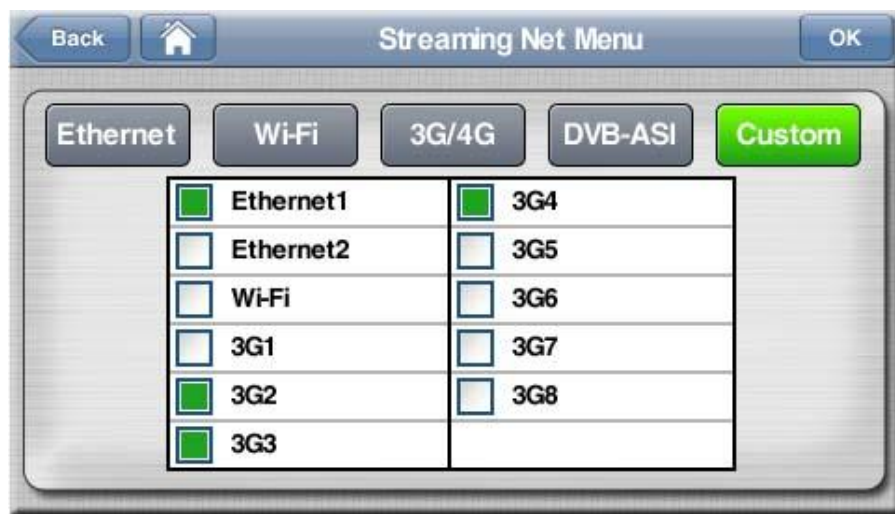 Back Streaming Net Menu OK
Ethernet Wi-Fi 3G/4G DVB-ASI Custom
Ethernet1 3G4
Ethernet2 3G5
Wi-Fi 3G6
3G1 3G7
3G2 3G8
3G3